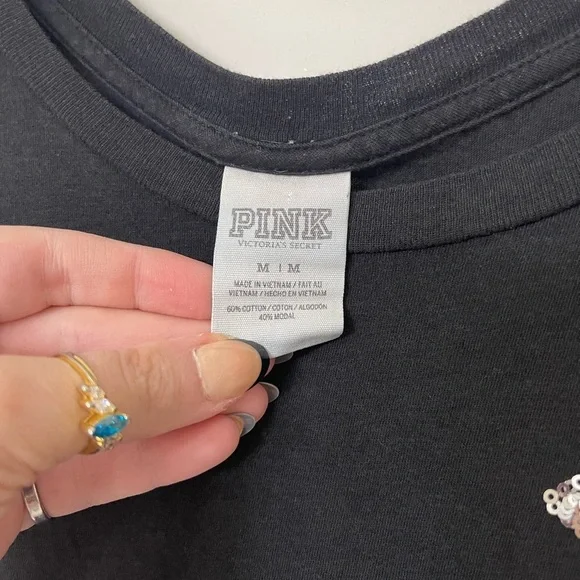 PINK
VICTORIA'S SECRET
M | M
MADE IN VIETNAM / FAIT AU
VIETNAM / HECHO EN VIETNAM
60% COTTON / COTON / ALGODÓN
40% MODAL